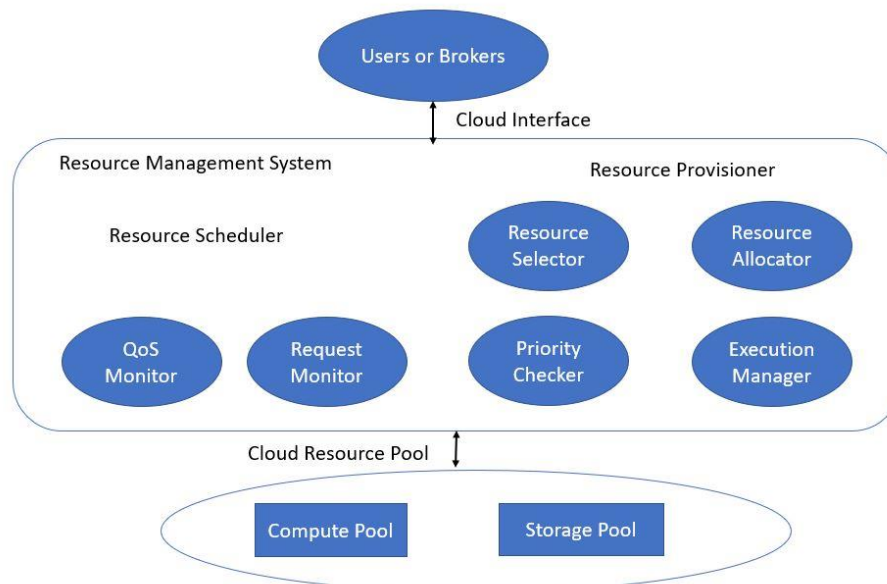 Users or Brokers
Cloud Interface
Resource Management System
Resource Provisioner
Resource Scheduler
Resource
Selector
Resource
Allocator
QoS
Monitor
Request
Monitor
Priority
Checker
Execution
Manager
Cloud Resource Pool
Compute Pool
Storage Pool